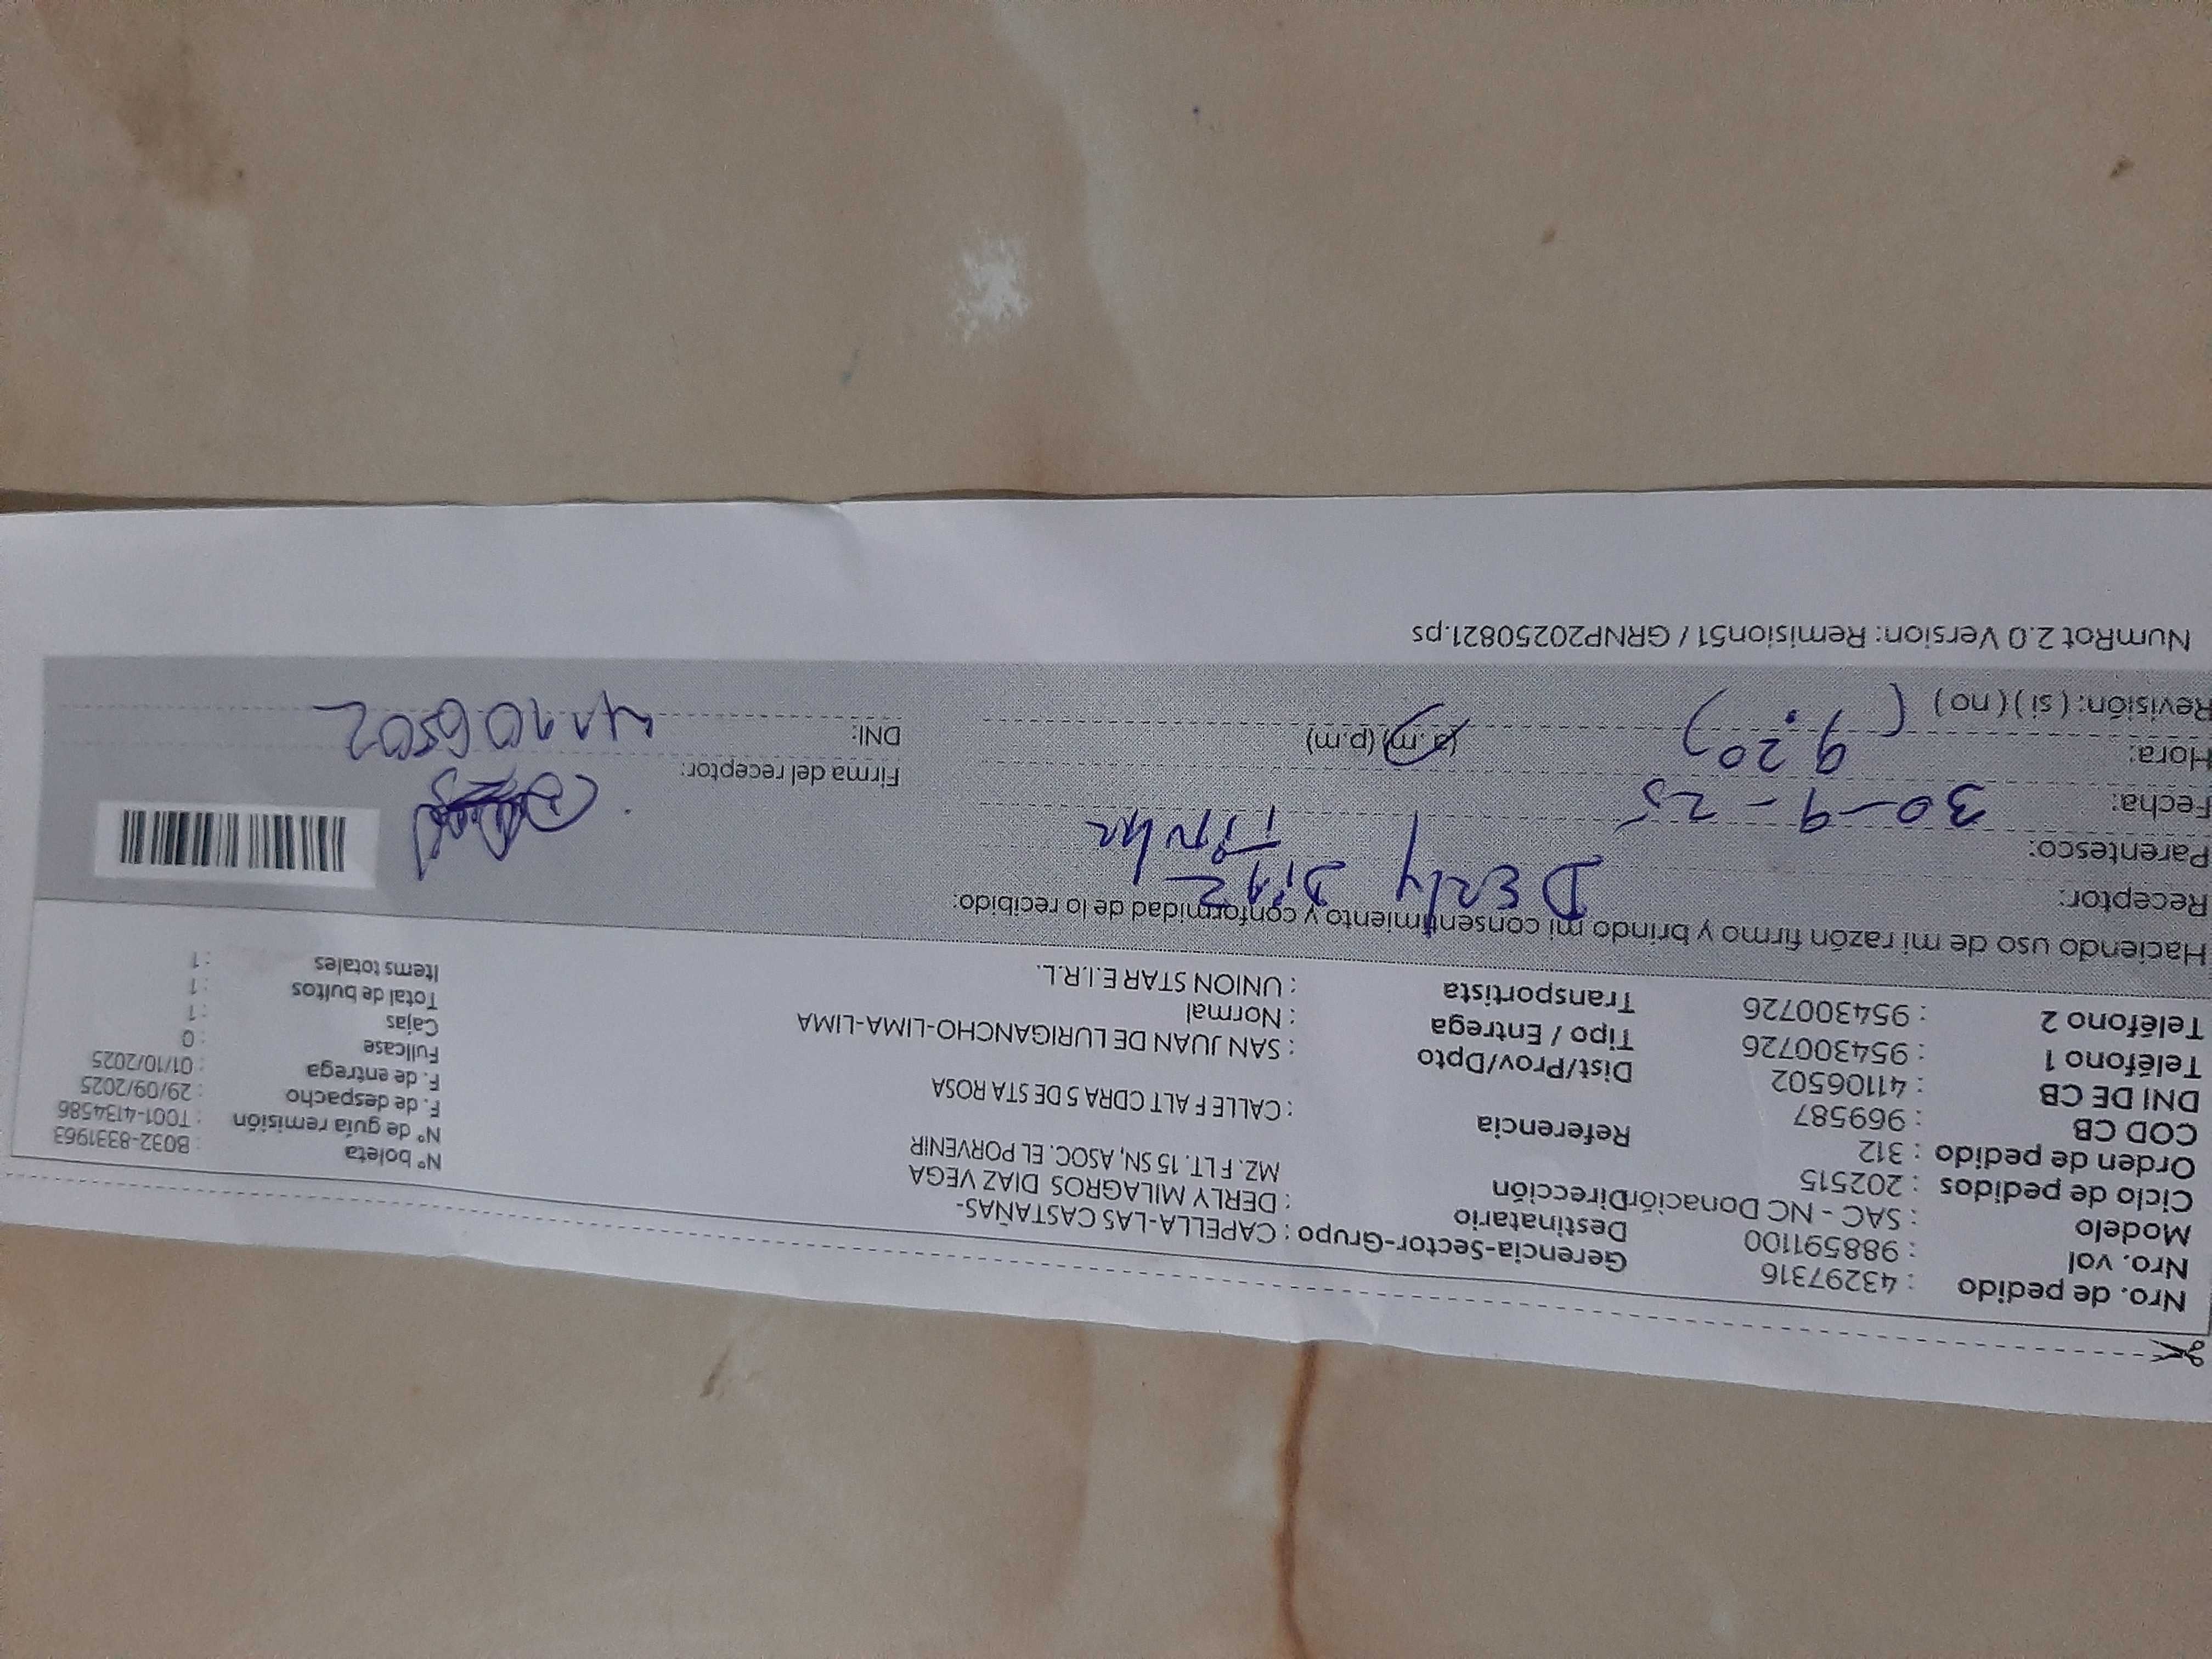 Nro. de pedido : 43297316 Gerencia-Sector-Grupo : CAPELLA-LAS CASTAÑAS- Nº boleta : B032-8331963
Nro. vol : 988591100 Destinatario : DERLY MILAGROS DIAZ VEGA Nº de guía remisión : T001-4134586
Modelo : SAC - NC Donación Dirección MZ. F LT. 15 SN, ASOC. EL PORVENIR F. de despacho : 29/09/2025
Ciclo de pedidos : 202515 F. de entrega : 01/10/2025
Orden de pedido : 312 Referencia : CALLE F ALT CDRA 5 DE STA ROSA Fullcase : 0
COD CB : 969587 Cajas : 1
DNI DE CB : 41106502 Dist/Prov/Dpto : SAN JUAN DE LURIGANCHO-LIMA-LIMA Total de bultos : 1
Teléfono 1 : 954300726 Tipo / Entrega : Normal Items totales : 1
Teléfono 2 : 954300726 Transportista : UNION STAR E.I.R.L.
Haciendo uso de mi razón firmo y brindo mi consentimiento y conformidad de lo recibido:
Receptor: DErly DiAZ
Parentesco:
Fecha: 30-9-25
Firma del receptor:
Hora: 9 20 (a.m) (p.m) DNI: 41106502
Revisión: ( si ) ( no )
NumRot 2.0 Version: Remision51 / GRNP20250821.ps